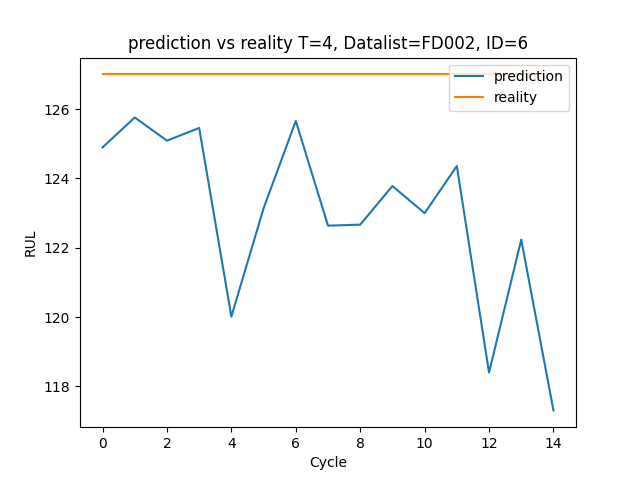 prediction vs reality T=4, Datalist=FD002, ID=6
prediction
reality
126
124
122
120
118
RUL
0 2 4 6 8 10 12 14
Cycle